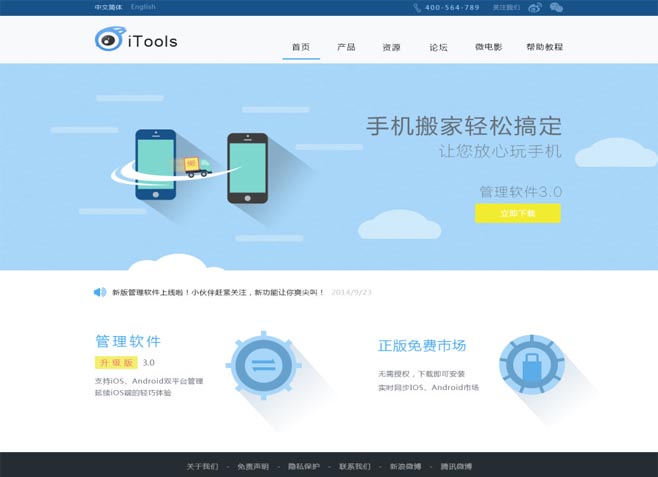 中文简体 English 400-564-789 关注我们
iTools
首页 产品 资源 论坛 微电影 帮助教程
手机搬家轻松搞定
让您放心玩手机
管理软件3.0
立即下载
新版管理软件上线啦！小伙伴赶紧关注，新功能让你爽尖叫！ 2014/9/23
管理软件
升级版 3.0
支持iOS、Android双平台管理
延续iOS端的轻巧体验
正版免费市场
无需授权，下载即可安装
实时同步IOS、Android市场
关于我们 - 免责声明 - 隐私保护 - 联系我们 - 新浪微博 - 腾讯微博